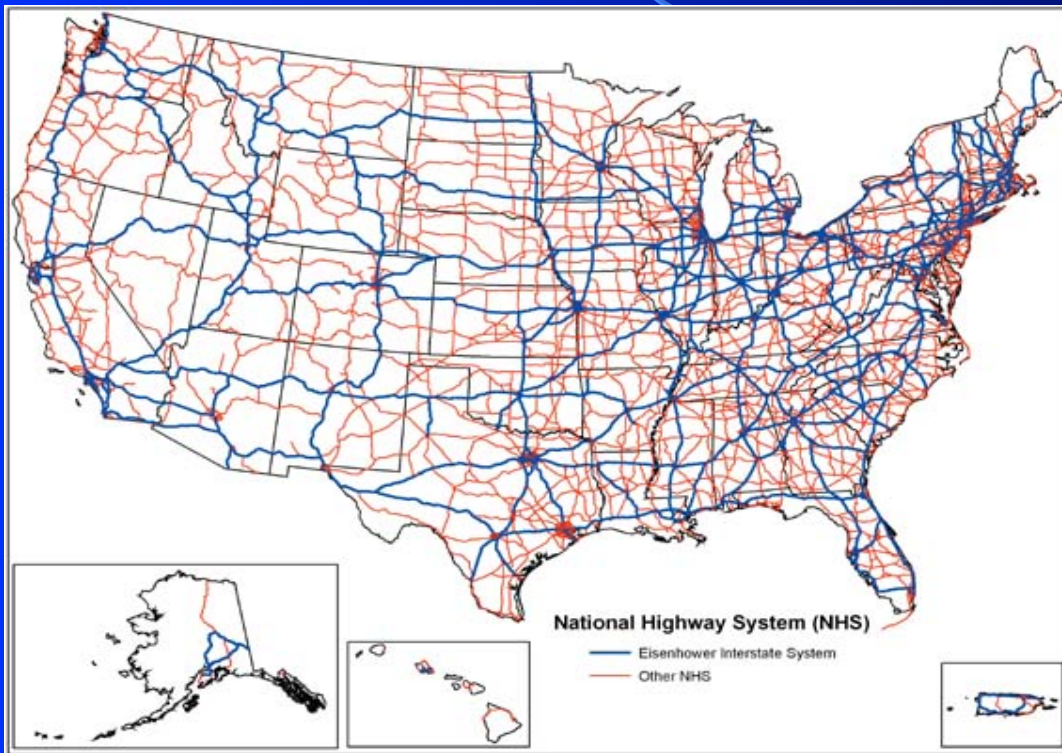 National Highway System (NHS)
Eisenhower Interstate System
Other NHS